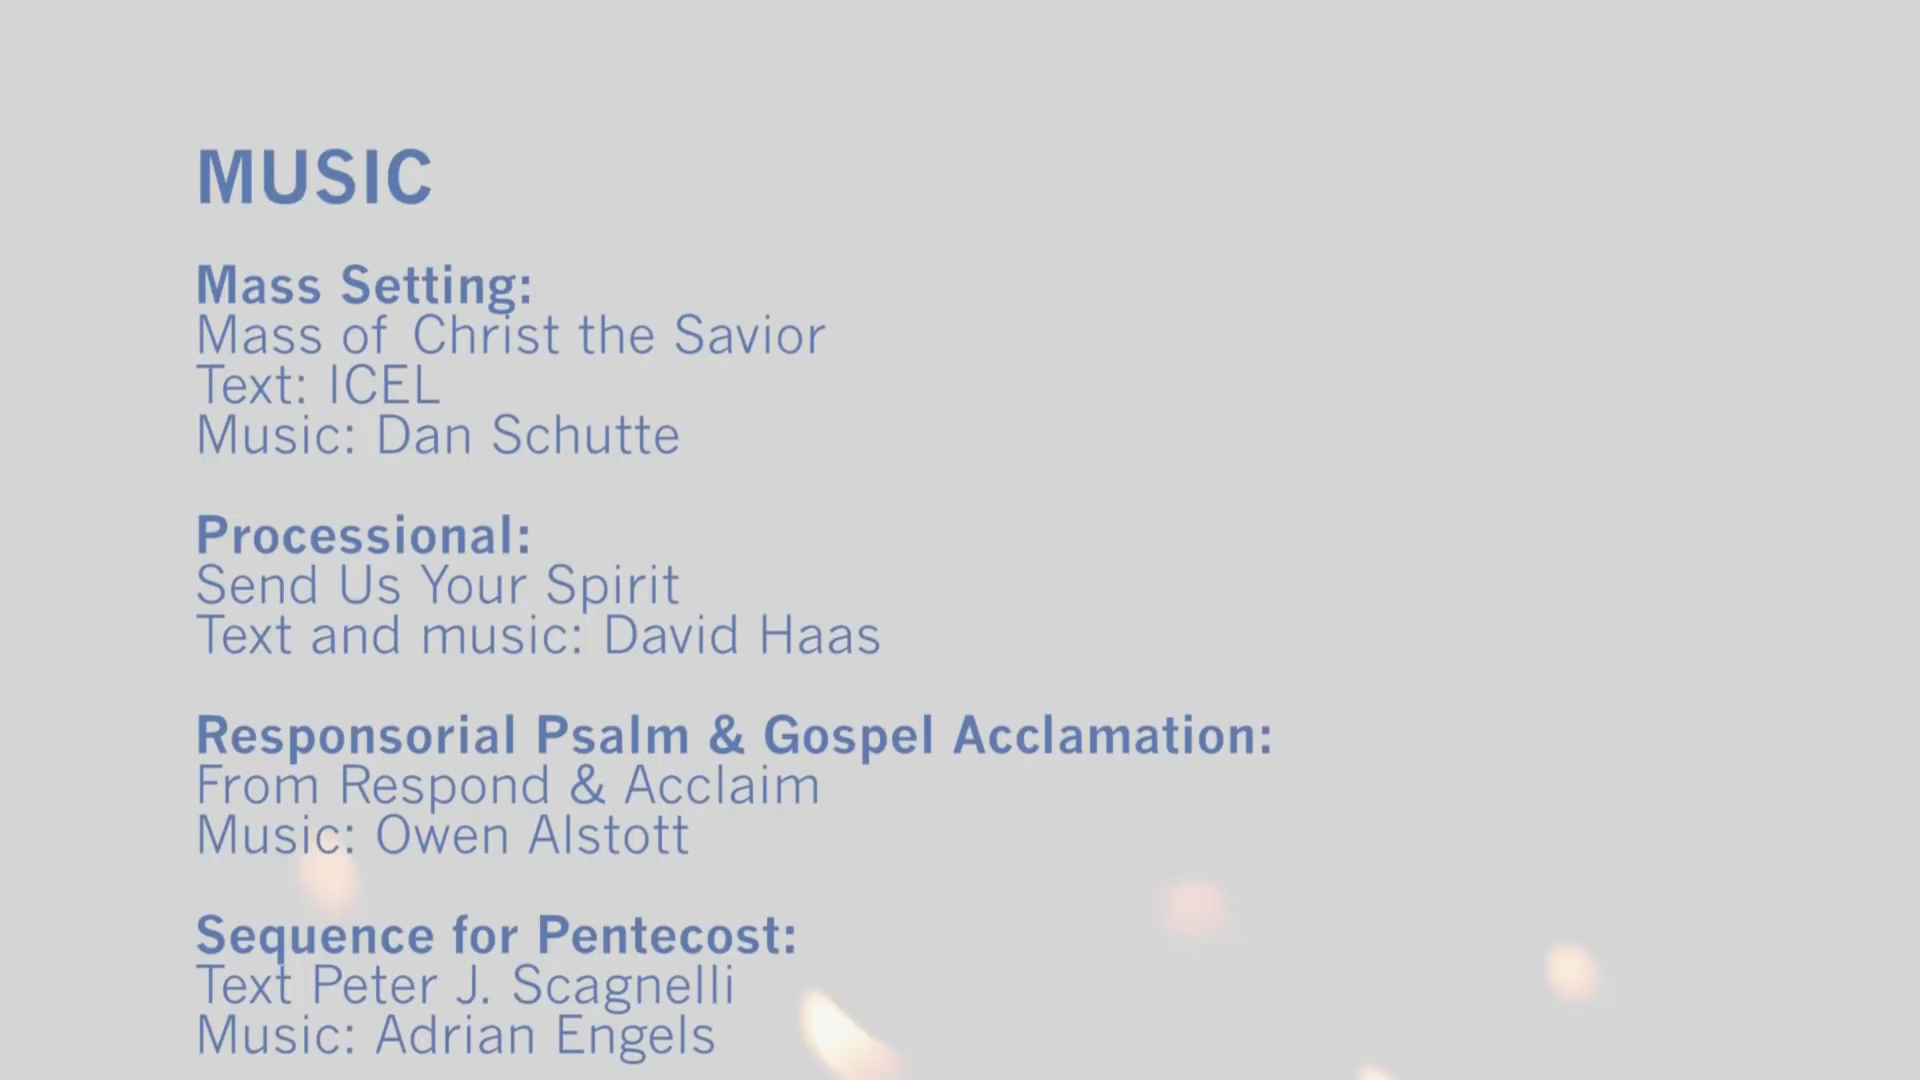 MUSIC
Mass Setting:
Mass of Christ the Savior
Text: ICEL
Music: Dan Schutte
Processional:
Send Us Your Spirit
Text and music: David Haas
Responsorial Psalm & Gospel Acclamation:
From Respond & Acclaim
Music: Owen Alstott
Sequence for Pentecost:
Text Peter J. Scagnelli
Music: Adrian Engels